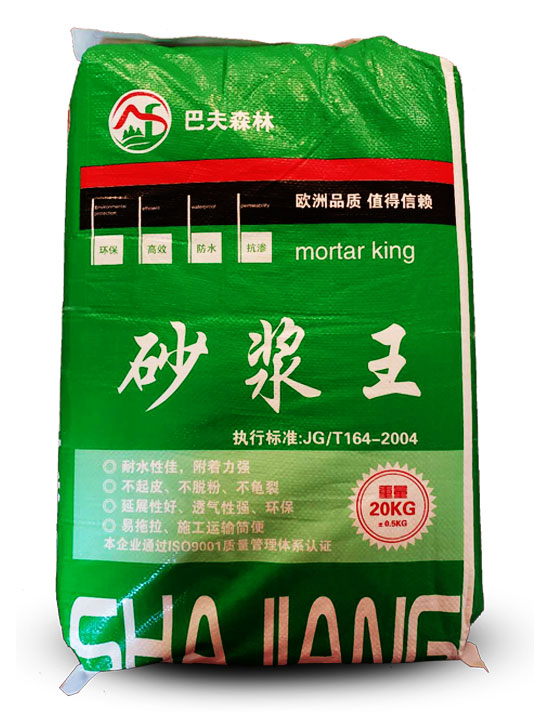 巴夫森林
欧洲品质 值得信赖
Environmental protection
efficient
waterproof
permeability
环保
高效
防水
抗渗
mortar king
砂浆王
执行标准:JG/T164-2004
◎ 耐水性佳，附着力强
◎ 不起皮、不脱粉、不龟裂
◎ 延展性好、透气性强、环保
◎ 易拖拉、施工运输简便
本企业通过ISO9001质量管理体系认证
重量
20KG
±0.5KG
SHA JIANG